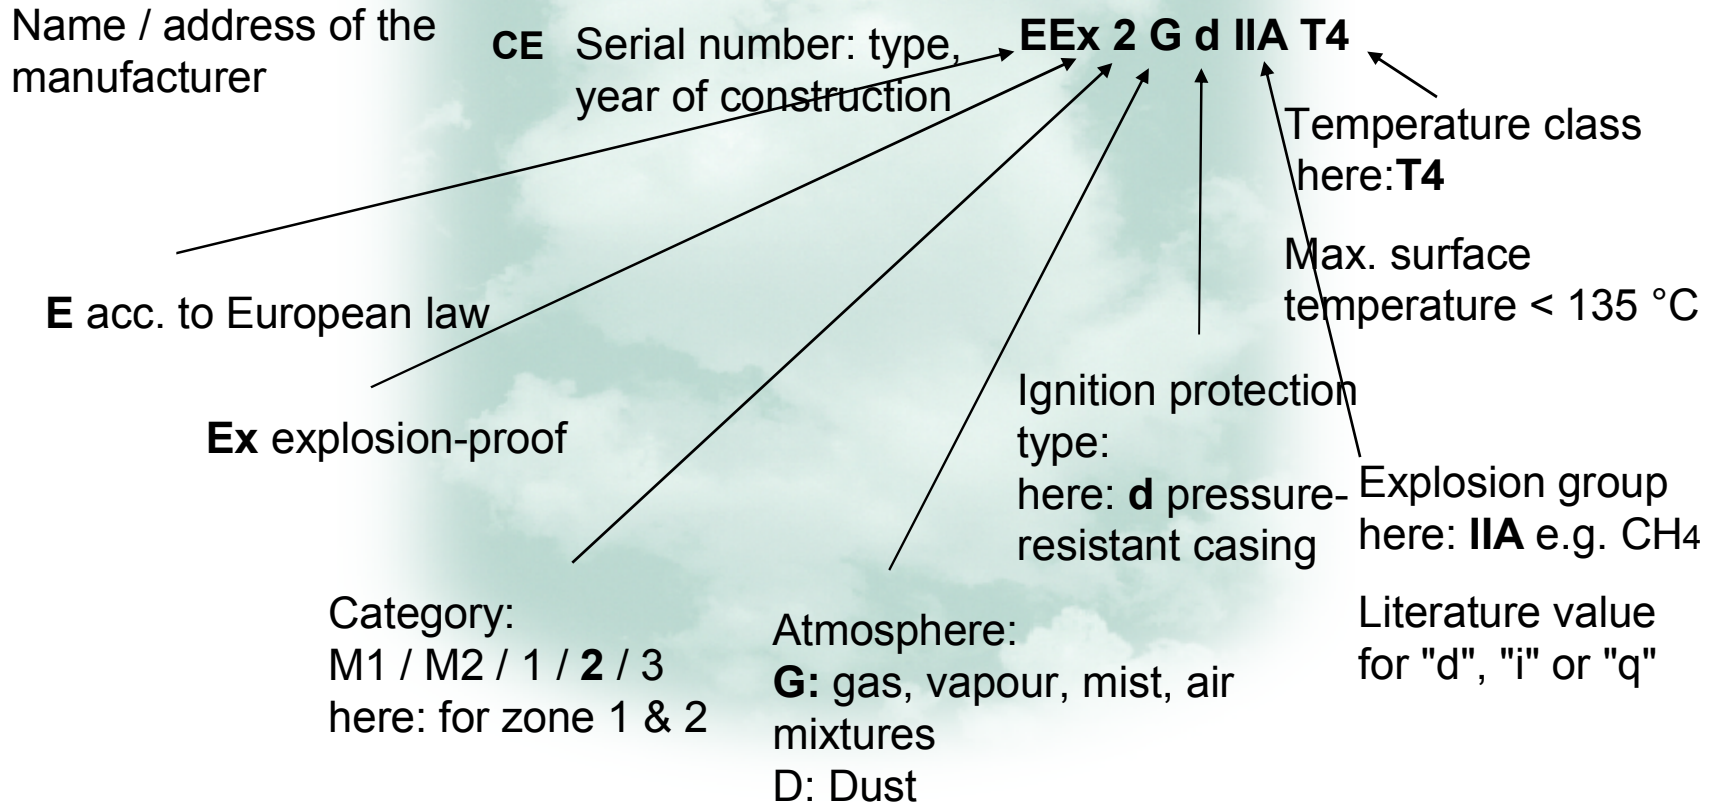 Name / address of the
manufacturer
CE Serial number: type,
year of construction
EEx 2 G d IIA T4
Temperature class
here:T4
Max. surface
temperature < 135 °C
E acc. to European law
Ex explosion-proof
Ignition protection
type:
here: d pressure-
resistant casing
Explosion group
here: IIA e.g. CH4
Literature value
for "d", "i" or "q"
Category:
M1 / M2 / 1 / 2 / 3
here: for zone 1 & 2
Atmosphere:
G: gas, vapour, mist, air
mixtures
D: Dust